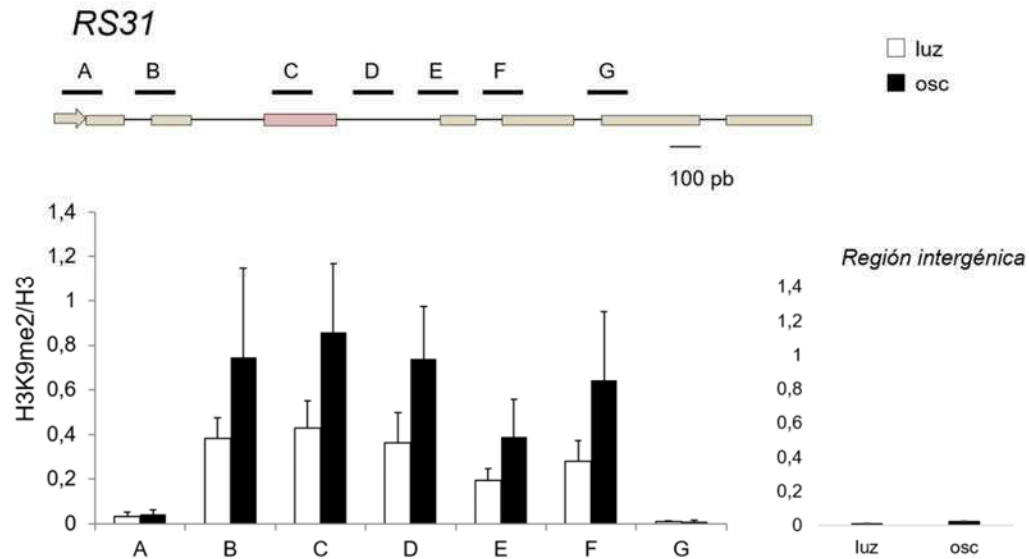 RS31
luz
osc
A B C D E F G
100 pb
H3K9me2/H3
1,4
1,2
1
0,8
0,6
0,4
0,2
0
A B C D E F G
Región intergénica
1,4
1,2
1
0,8
0,6
0,4
0,2
0
luz osc